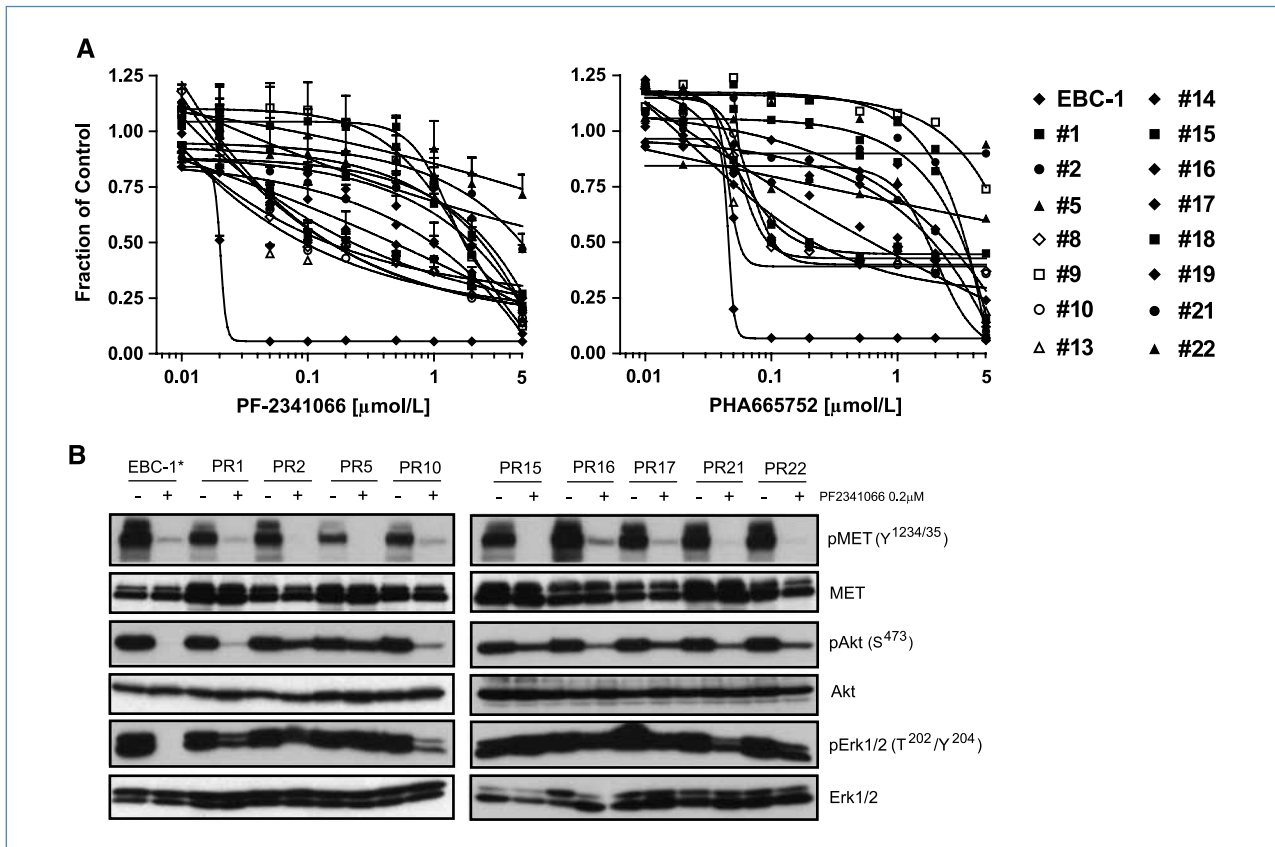 A
1.25
1.00
0.75
0.50
0.25
0.00
Fraction of Control
0.01
0.1
1
5
PF-2341066 [µmol/L]
1.25
1.00
0.75
0.50
0.25
0.00
0.01
0.1
1
5
PHA665752 [µmol/L]
EBC-1
#1
#2
#5
#8
#9
#10
#13
#14
#15
#16
#17
#18
#19
#21
#22
B
EBC-1* PR1 PR2 PR5 PR10
- + - + - + - + - +
PR15 PR16 PR17 PR21 PR22
- + - + - + - + - + PF2341066 0.2µM
pMET (Y1234/35)
MET
pAkt (S473)
Akt
pErk1/2 (T202/Y204)
Erk1/2